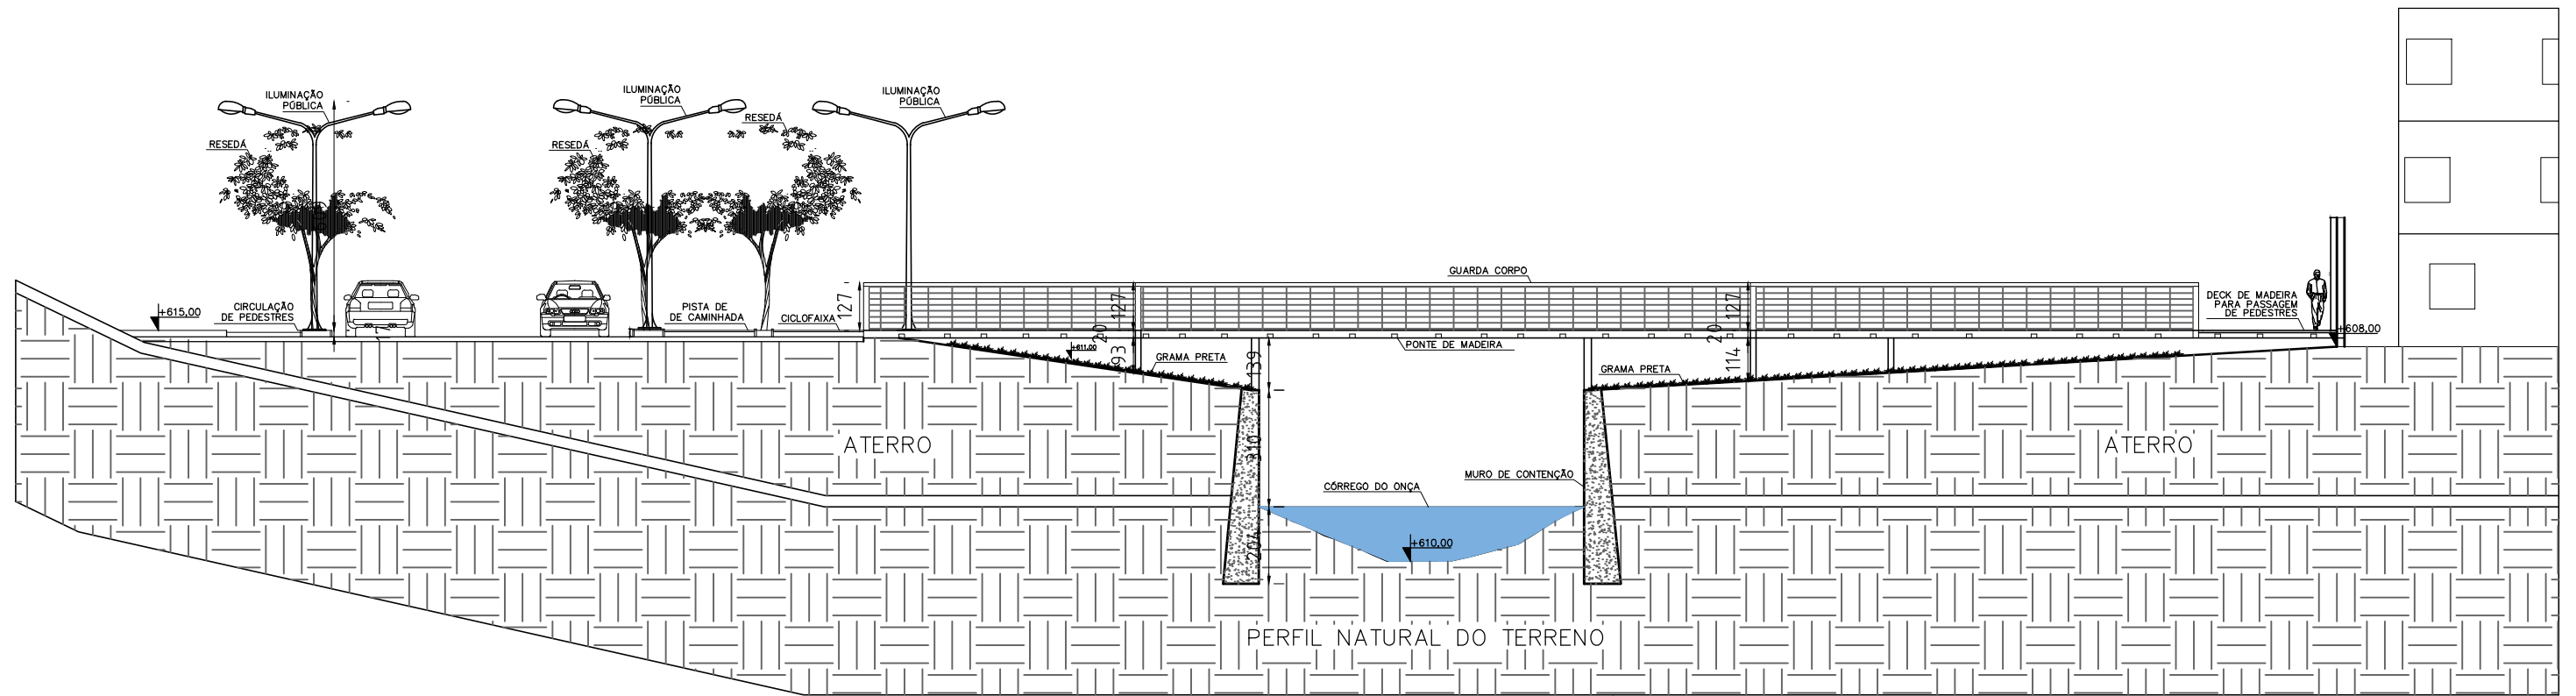 ILUMINAÇÃO
PÚBLICA
RESEDÁ
+615,00
CIRCULAÇÃO
DE PEDESTRES
ILUMINAÇÃO
PÚBLICA
RESEDÁ
RESEDÁ
PISTA DE
DE CAMINHADA
CICLOFAIXA
ILUMINAÇÃO
PÚBLICA
127
127
20
93
+611.00
GRAMA PRETA
139
310
204
GUARDA CORPO
PONTE DE MADEIRA
127
20
114
GRAMA PRETA
DECK DE MADEIRA
PARA PASSAGEM
DE PEDESTRES
+608,00
ATERRO
ATERRO
MURO DE CONTENÇÃO
CÓRREGO DO ONÇA
+610,00
PERFIL NATURAL DO TERRENO